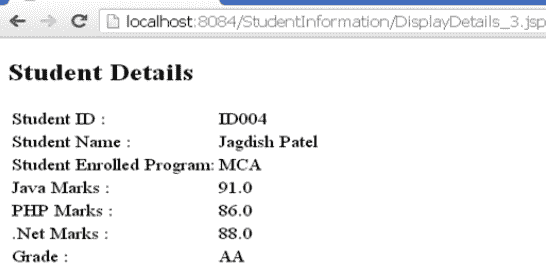 localhost:8084/StudentInformation/DisplayDetails_3.jsp
Student Details
Student ID : ID004
Student Name : Jagdish Patel
Student Enrolled Program: MCA
Java Marks : 91.0
PHP Marks : 86.0
.Net Marks : 88.0
Grade : AA